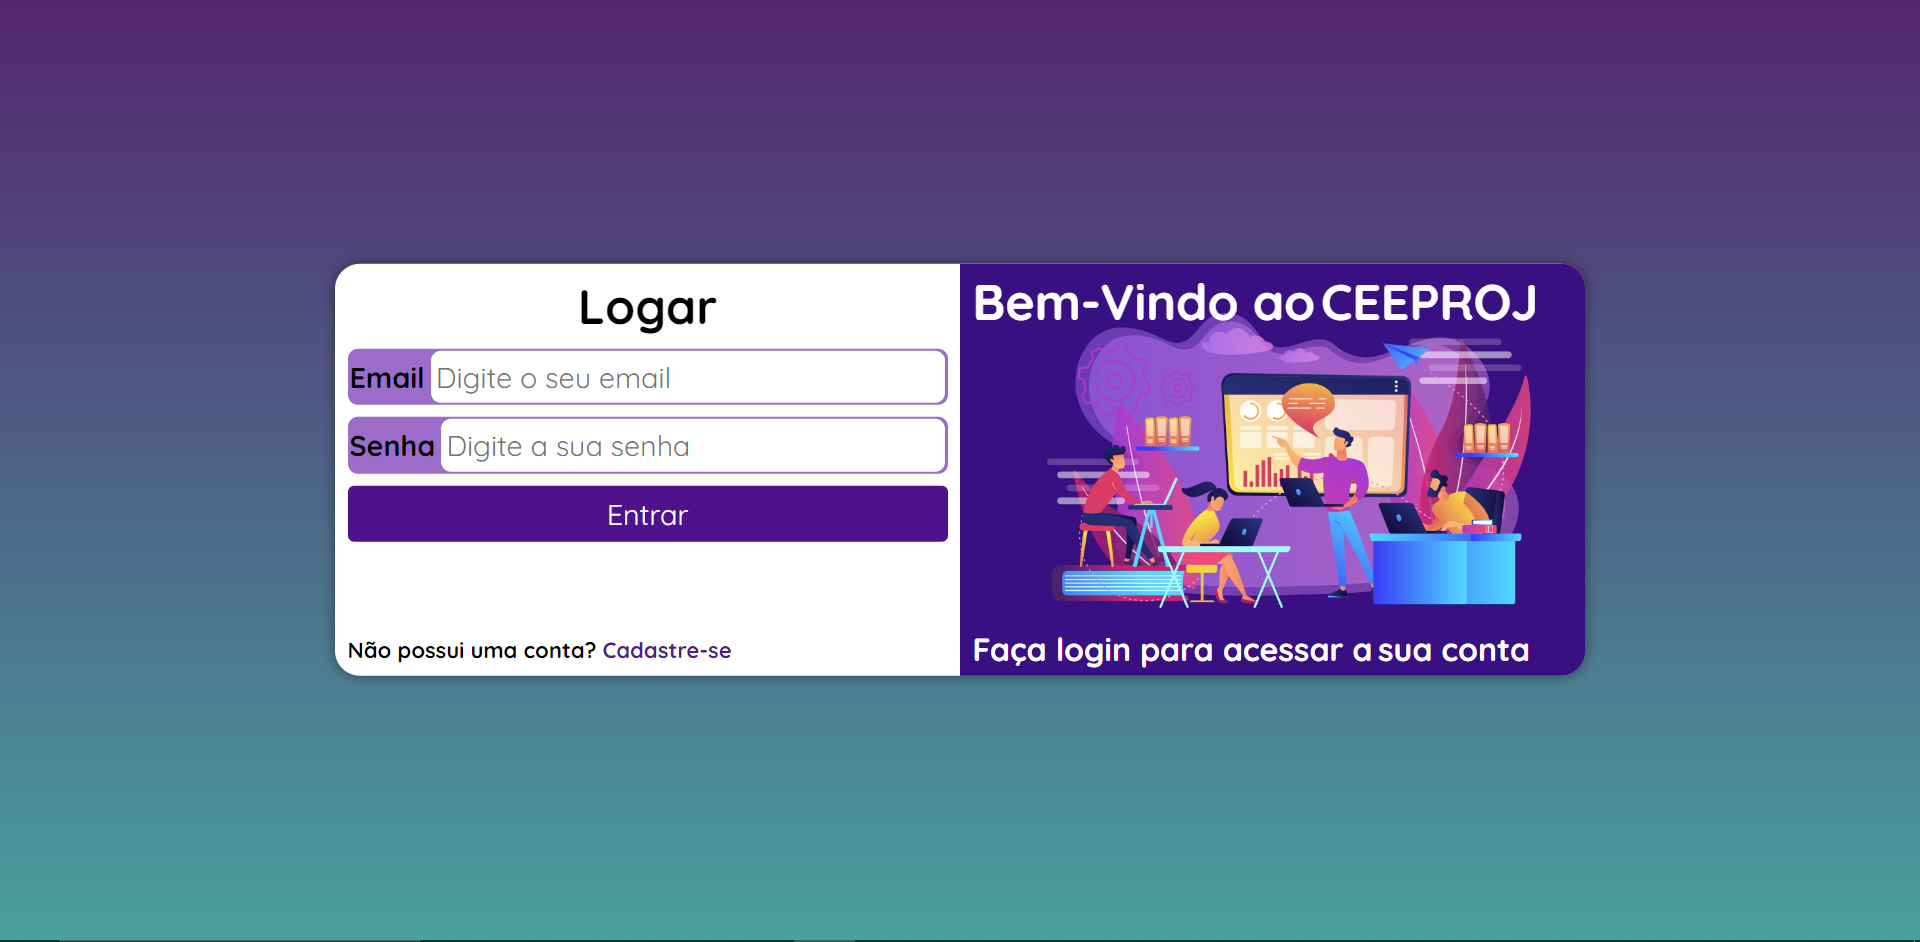 Logar
Email Digite o seu email
Senha Digite a sua senha
Entrar
Não possui uma conta? Cadastre-se
Bem-Vindo ao CEEPROJ
Faça login para acessar a sua conta